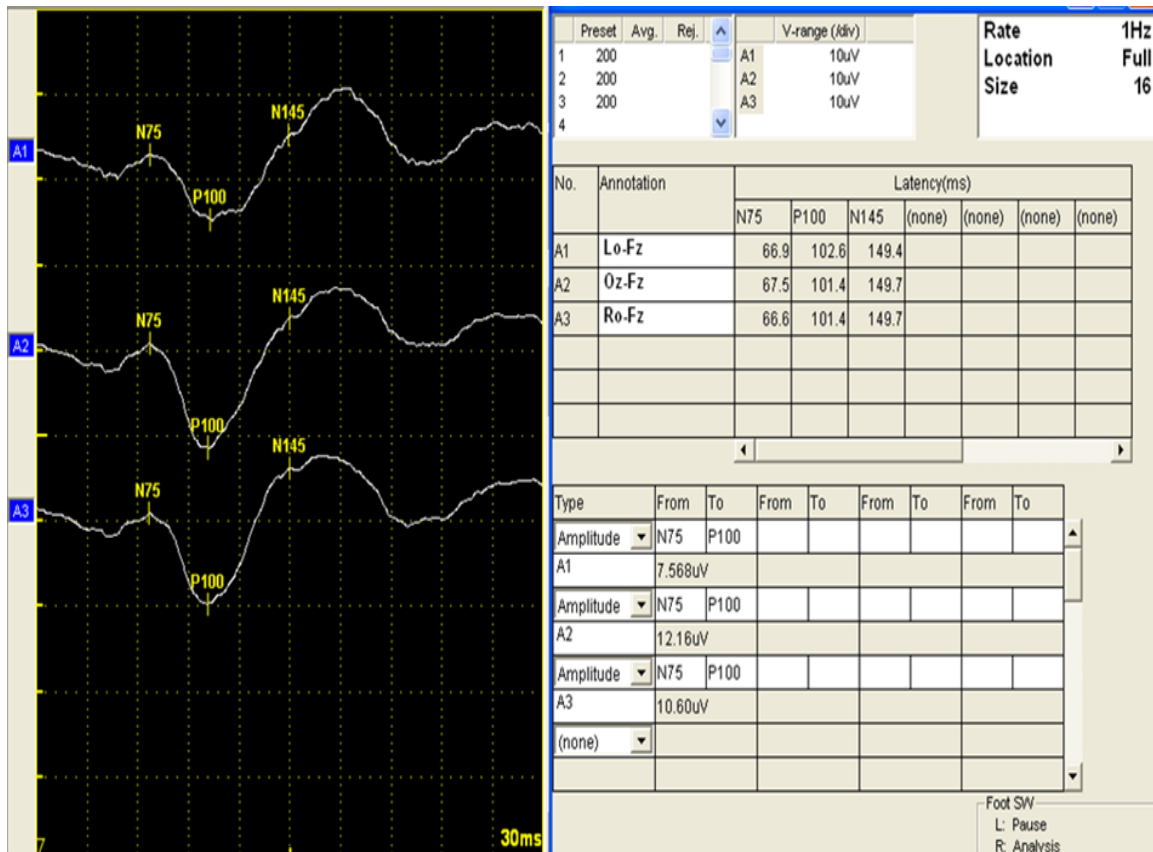 A1
N75
P100
N145
A2
N75
P100
N145
A3
N75
P100
N145
7
30ms
Preset Avg. Rej.
1 200
2 200
3 200
4
V-range (/div)
A1 10uV
A2 10uV
A3 10uV
Rate 1Hz
Location Full
Size 16
No. Annotation Latency(ms)
N75 P100 N145 (none) (none) (none) (none)
A1 Lo-Fz 66.9 102.6 149.4
A2 Oz-Fz 67.5 101.4 149.7
A3 Ro-Fz 66.6 101.4 149.7
Type From To From To From To From To
Amplitude N75 P100
A1 7.568uV
Amplitude N75 P100
A2 12.16uV
Amplitude N75 P100
A3 10.60uV
(none)
Foot SW
L: Pause
R: Analysis